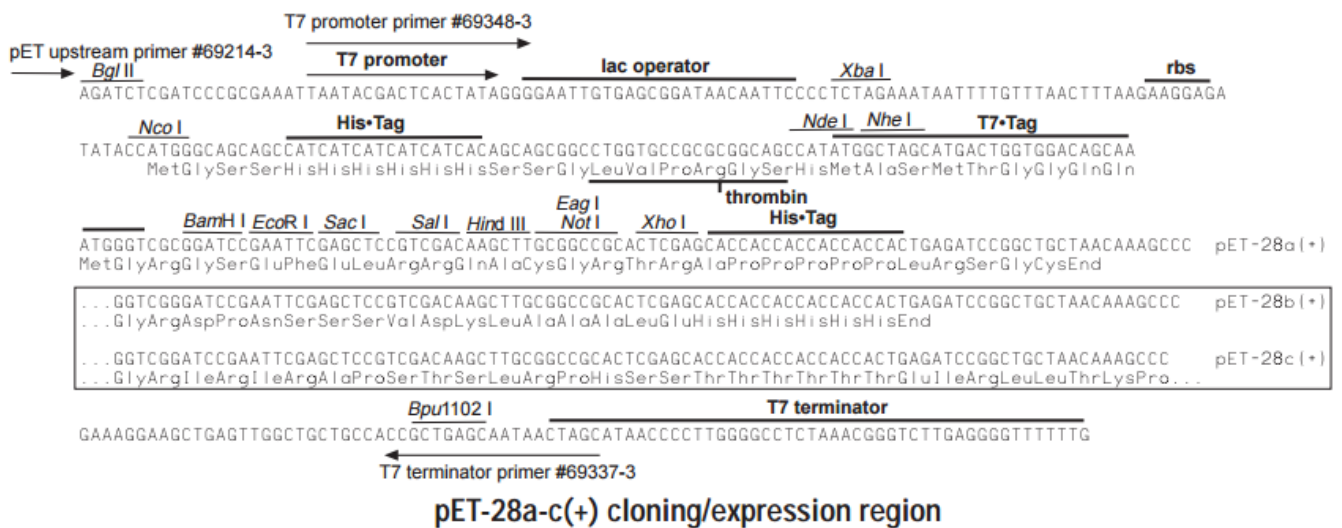 T7 promoter primer #69348-3
pET upstream primer #69214-3
Bgl II T7 promoter lac operator Xba I rbs
AGATCTCGATCCCGCGAAATTAATACGACTCACTATAGGGGAATTGTGAGCGGATAACAATTCCCCTCTAGAAATAATTTTGTTTAACTTTAAGAAGGAGA
Nco I His•Tag Nde I Nhe I T7•Tag
TATACCATGGGCAGCAGCCATCATCATCATCATCACAGCAGCGGCCTGGTGCCGCGCGGCAGCCATATGGCTAGCATGACTGGTGGACAGCAA
MetGlySerSerHisHisHisHisHisHisSerSerGlyLeuValProArgGlySerHisMetAlaSerMetThrGlyGlyGlnGln
thrombin
BamH I EcoR I Sac I Sal I Hind III Eag I Not I Xho I His•Tag
ATGGGTCGCGGATCCGAATTCGAGCTCCGTCGACAAGCTTGCGGCCGCACTCGAGCACCACCACCACCACCACTGAGATCCGGCTGCTAACAAAGCCC pET-28a(+)
MetGlyArgGlySerGluPheGluLeuArgArgGlnAlaCysGlyArgThrArgAlaProProProProProLeuArgSerGlyCysEnd
...GGTCGGGATCCGAATTCGAGCTCCGTCGACAAGCTTGCGGCCGCACTCGAGCACCACCACCACCACCACTGAGATCCGGCTGCTAACAAAGCCC pET-28b(+)
...GlyArgAspProAsnSerSerSerValAspLysLeuAlaAlaAlaLeuGluHisHisHisHisHisHisEnd
...GGTCGGATCCGAATTCGAGCTCCGTCGACAAGCTTGCGGCCGCACTCGAGCACCACCACCACCACCACTGAGATCCGGCTGCTAACAAAGCCC pET-28c(+)
...GlyArgIleArgIleArgAlaProSerThrSerLeuArgProHisSerSerThrThrThrThrThrThrGluIleArgLeuLeuThrLysPro...
Bpu1102 I T7 terminator
GAAAGGAAGCTGAGTTGGCTGCTGCCACCGCTGAGCAATAACTAGCATAACCCCTTGGGGCCTCTAAACGGGTCTTGAGGGGTTTTTTG
T7 terminator primer #69337-3
pET-28a-c(+) cloning/expression region